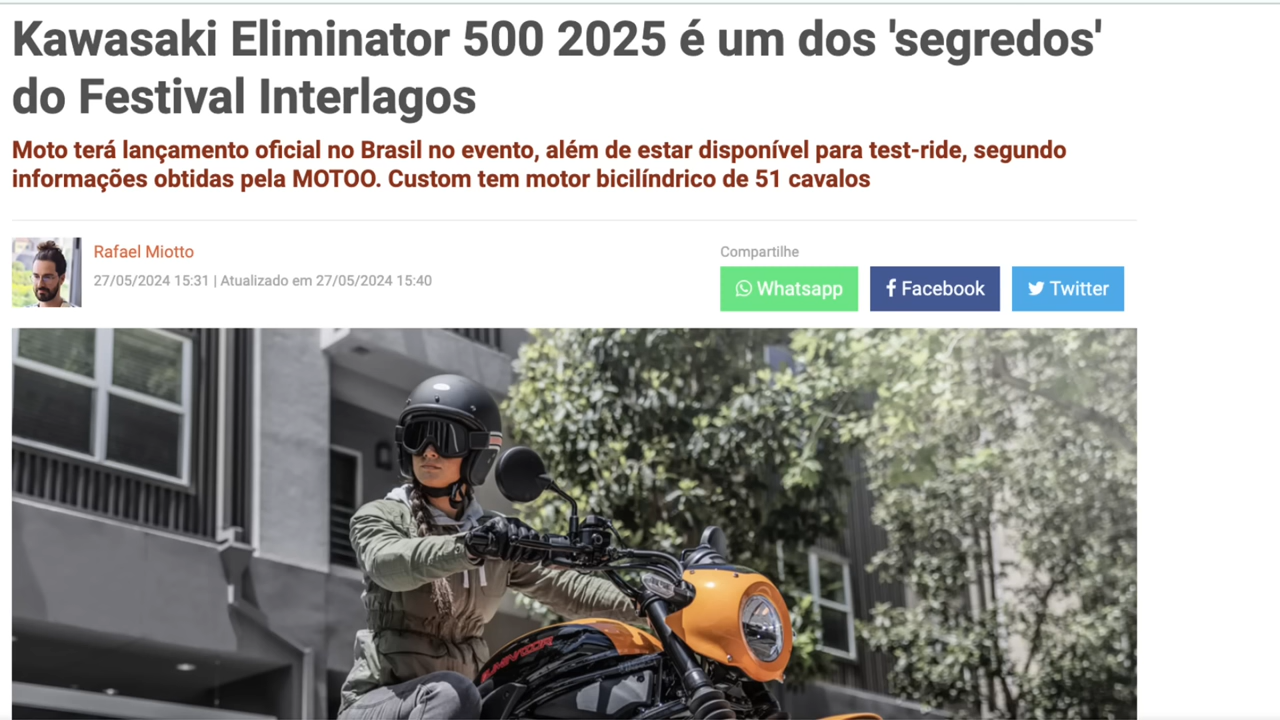 Kawasaki Eliminator 500 2025 é um dos 'segredos'
do Festival Interlagos
Moto terá lançamento oficial no Brasil no evento, além de estar disponível para test-ride, segundo
informações obtidas pela MOTOO. Custom tem motor bicilíndrico de 51 cavalos
Rafael Miotto
27/05/2024 15:31 | Atualizado em 27/05/2024 15:40
Compartilhe
Whatsapp
Facebook
Twitter
ELIMINATOR